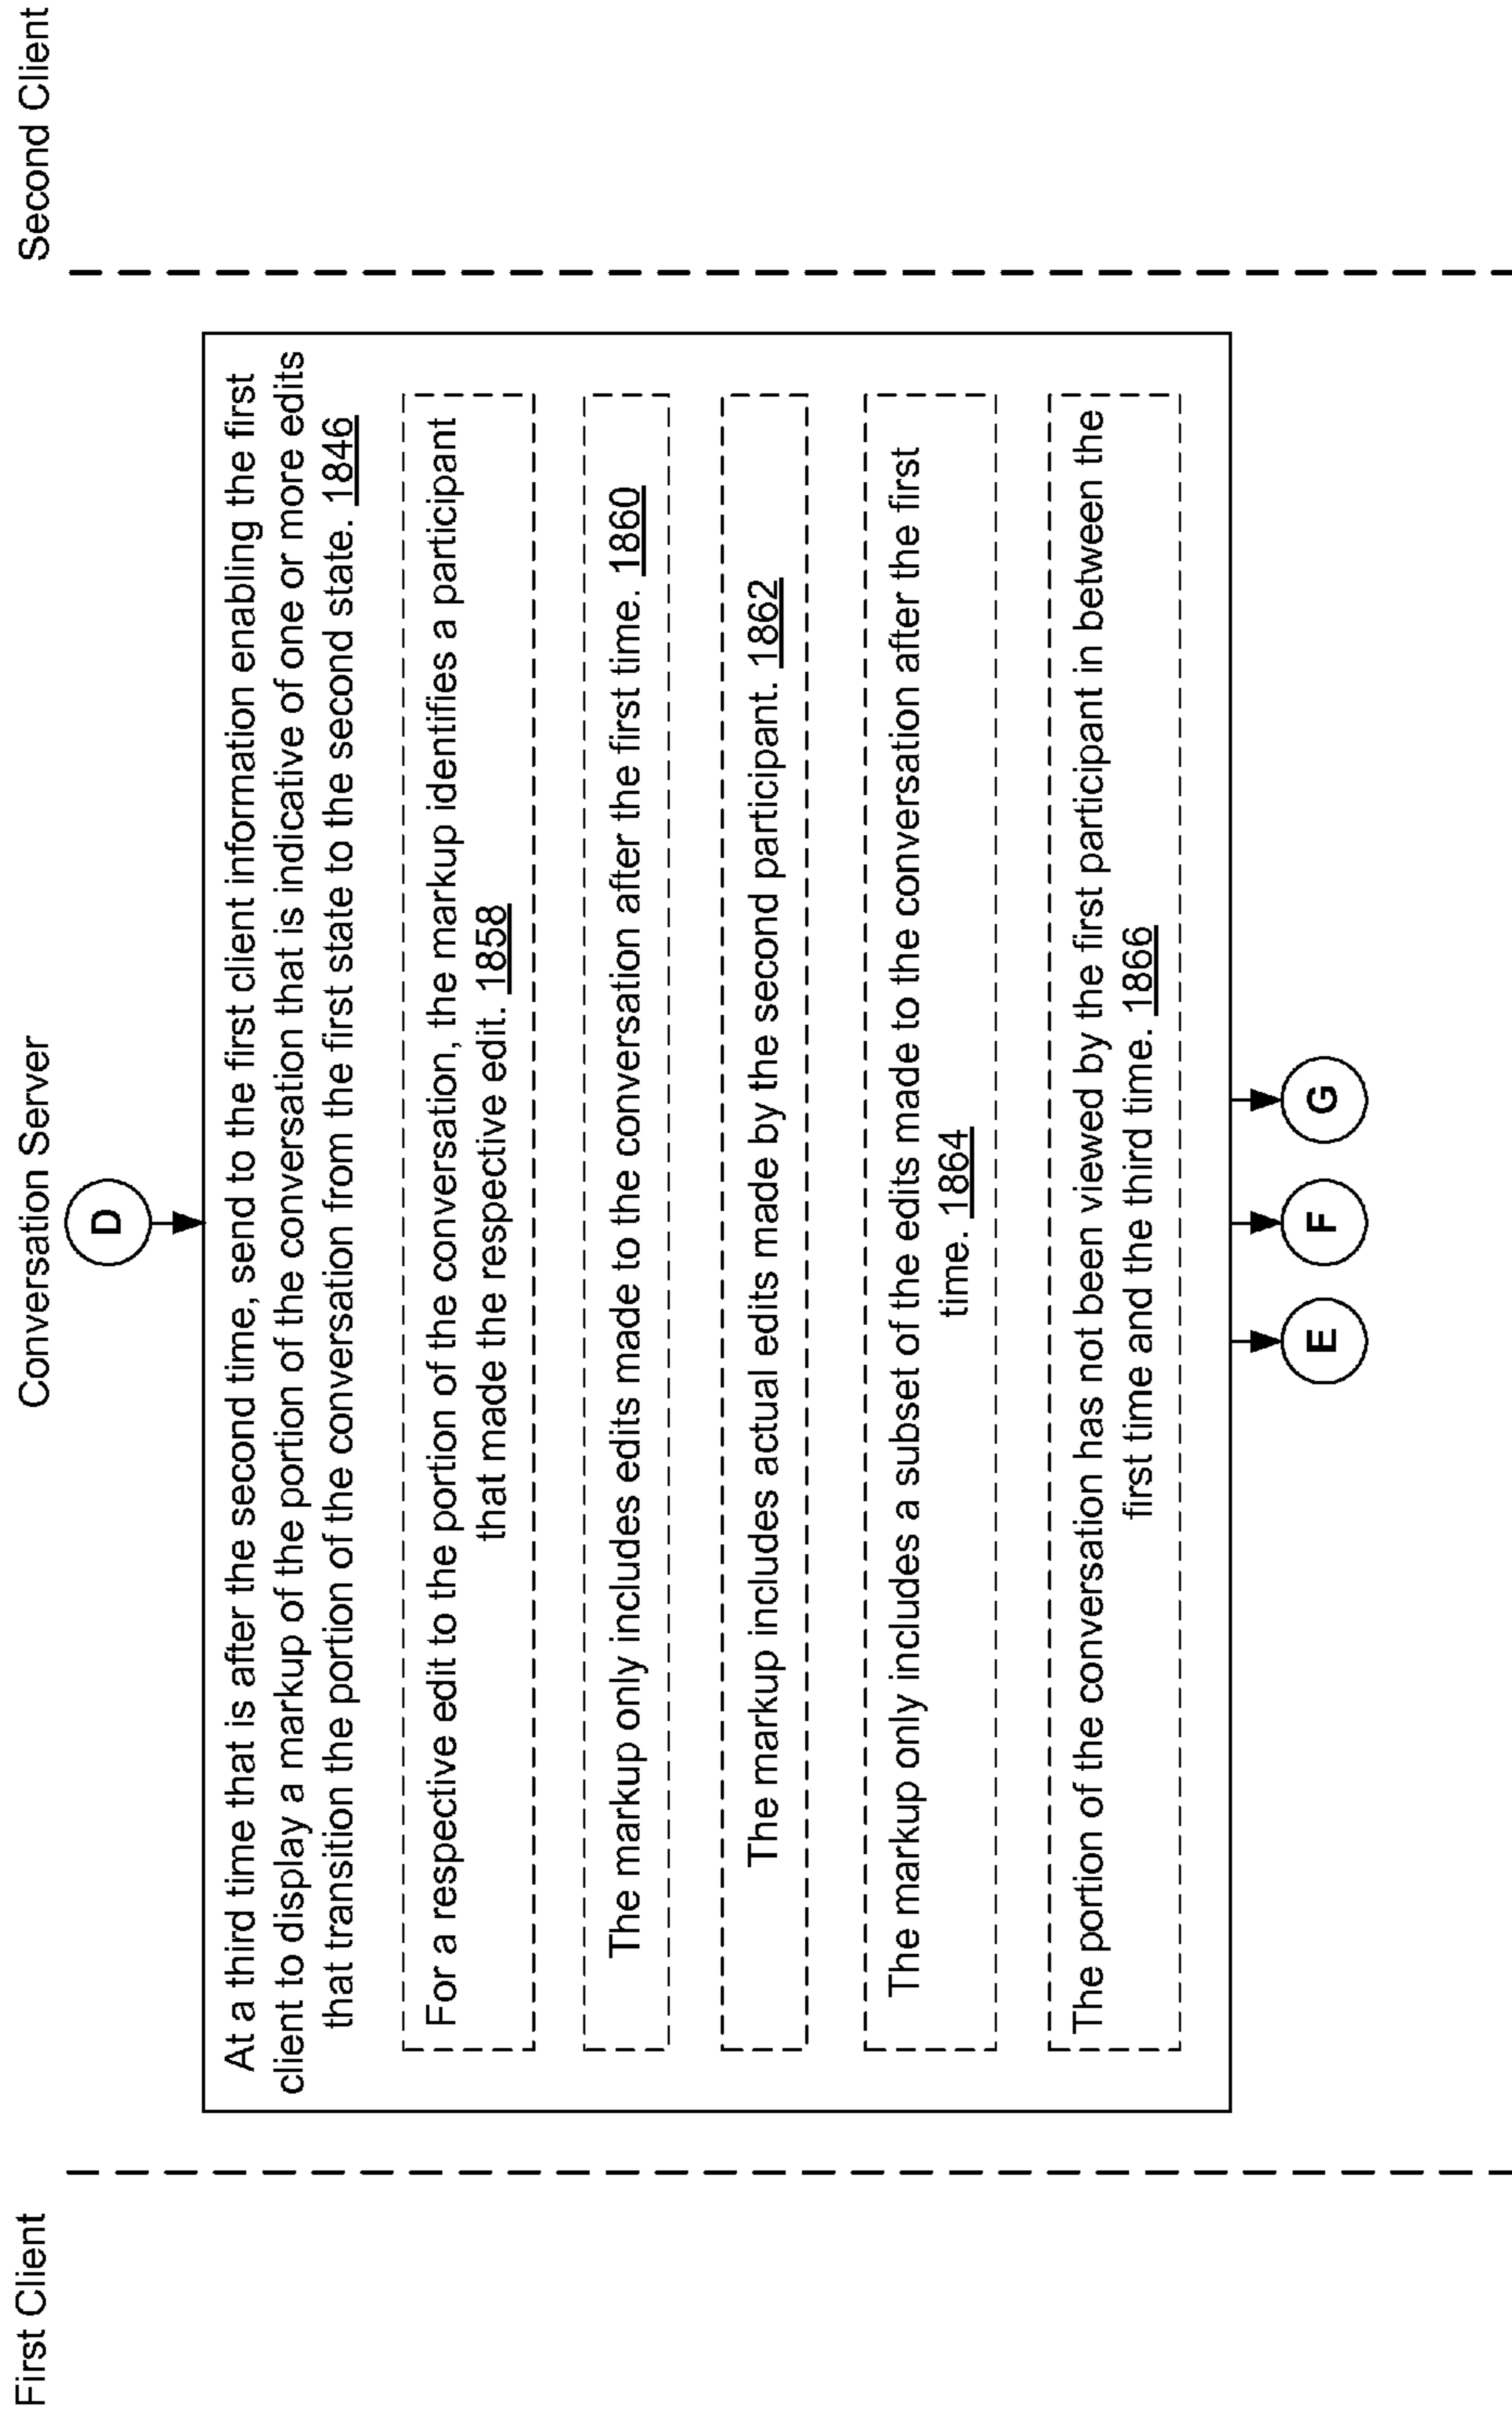 First Client
Conversation Server
Second Client
D
At a third time that is after the second time, send to the first client information enabling the first
client to display a markup of the portion of the conversation that is indicative of one or more edits
that transition the portion of the conversation from the first state to the second state. 1846
For a respective edit to the portion of the conversation, the markup identifies a participant
that made the respective edit. 1858
The markup only includes edits made to the conversation after the first time. 1860
The markup includes actual edits made by the second participant. 1862
The markup only includes a subset of the edits made to the conversation after the first
time. 1864
The portion of the conversation has not been viewed by the first participant in between the
first time and the third time. 1866
E
F
G